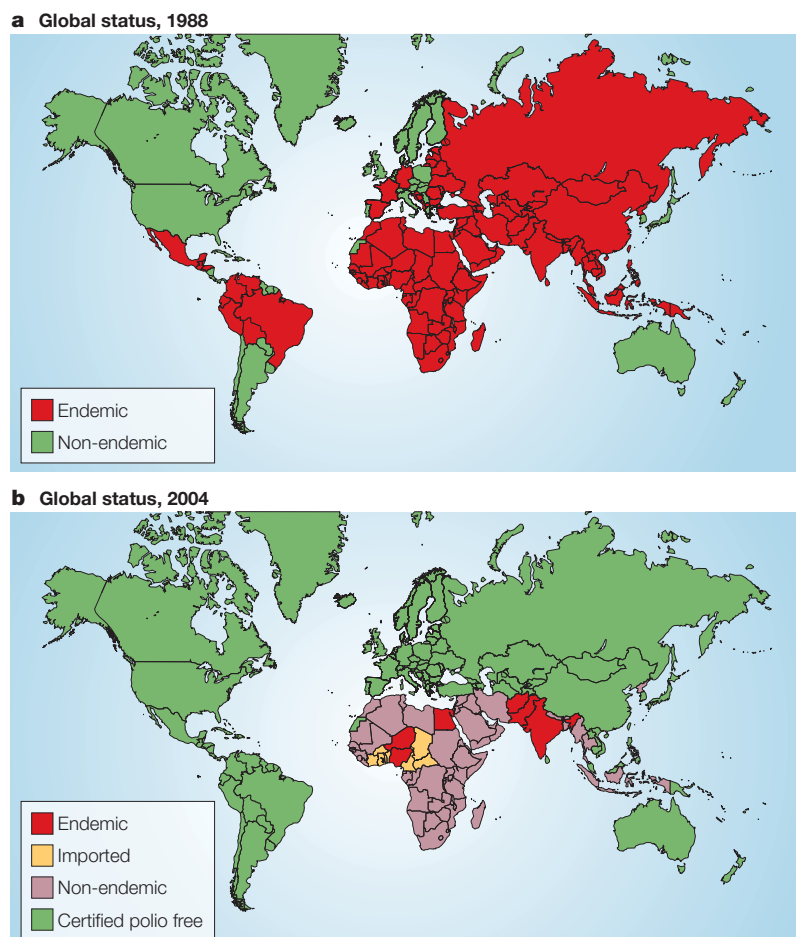 a Global status, 1988
Endemic
Non-endemic
b Global status, 2004
Endemic
Imported
Non-endemic
Certified polio free